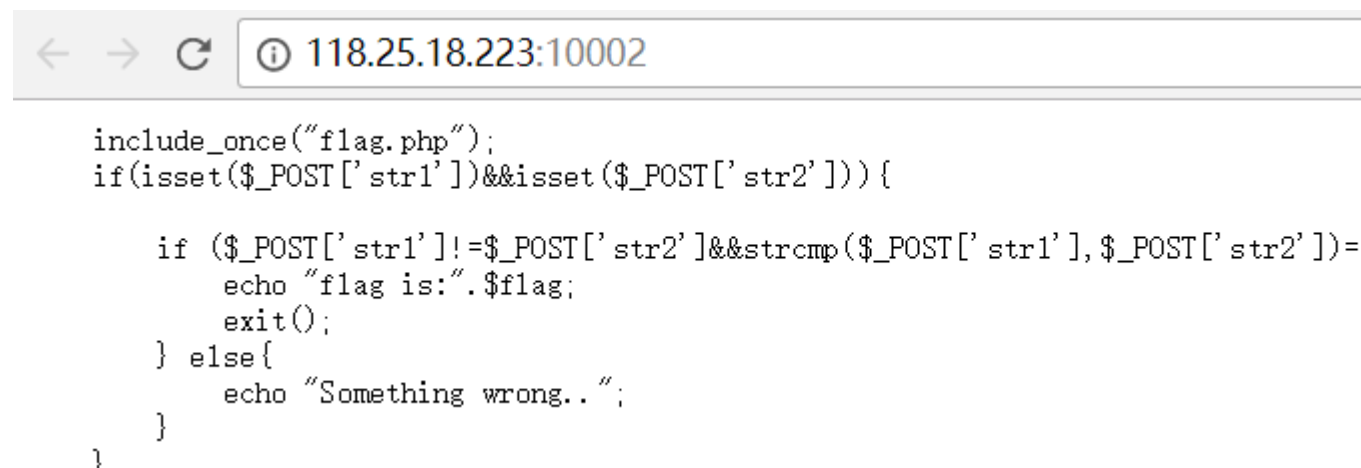 118.25.18.223:10002
include_once("flag.php");
if(isset($_POST['str1'])&&isset($_POST['str2'])){
if ($_POST['str1']!=$_POST['str2']&&strcmp($_POST['str1'],$_POST['str2'])=
echo "flag is:".$flag;
exit();
} else{
echo "Something wrong..";
}
}